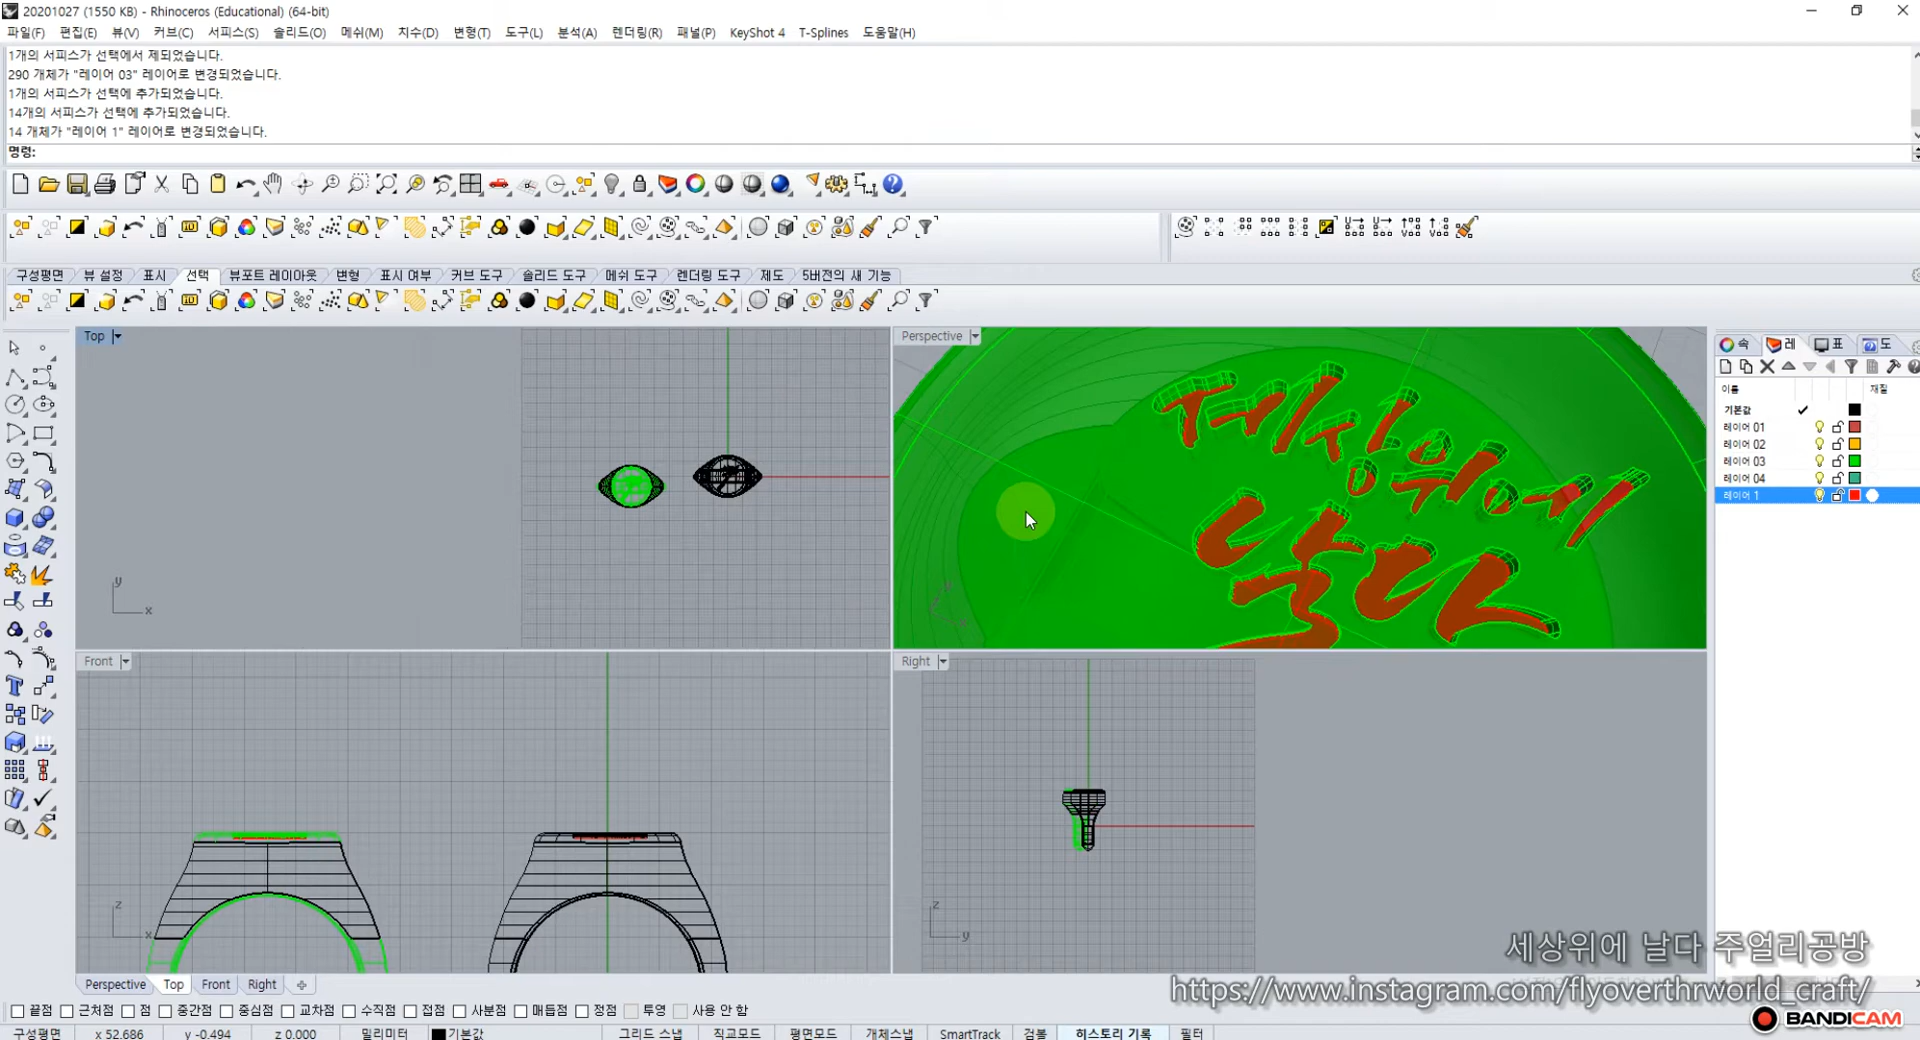 20201027 (1550 KB) - Rhinoceros (Educational) (64-bit)
파일(F) 편집(E) 뷰(V) 커브(C) 서피스(S) 솔리드(O) 메쉬(M) 치수(D) 변형(T) 도구(L) 분석(A) 렌더링(R) 패널(P) KeyShot 4 T-Splines 도움말(H)
1개의 서피스가 선택에서 제되었습니다.
290 개체가 "레이어 03" 레이어로 변경되었습니다.
1개의 서피스가 선택에 추가되었습니다.
14개의 서피스가 선택에 추가되었습니다.
14 개체가 "레이어 1" 레이어로 변경되었습니다.
명령:
구성평면 뷰 설정 표시 선택 뷰포트 레이아웃 변형 표시 여부 커브 도구 솔리드 도구 메쉬 도구 렌더링 도구 제도 5버전의 새 기능
Top
Perspective
속 레 표 도
이름 재질
기본값
레이어 01
레이어 02
레이어 03
레이어 04
레이어 1
세상위에
날다
y
x
Front
Right
z
x
z
y
세상위에 날다 주얼리공방
https://www.instagram.com/flyoverthrworld_craft/
BANDICAM
Perspective Top Front Right
끝점 근처점 점 중간점 중심점 교차점 수직점 접점 사분점 매듭점 정점 투영 사용 안 함
구성평면 x 52.686 y -0.494 z 0.000 밀리미터 기본값 그리드 스냅 직교모드 평면모드 개체스냅 SmartTrack 검볼 히스토리 기록 필터